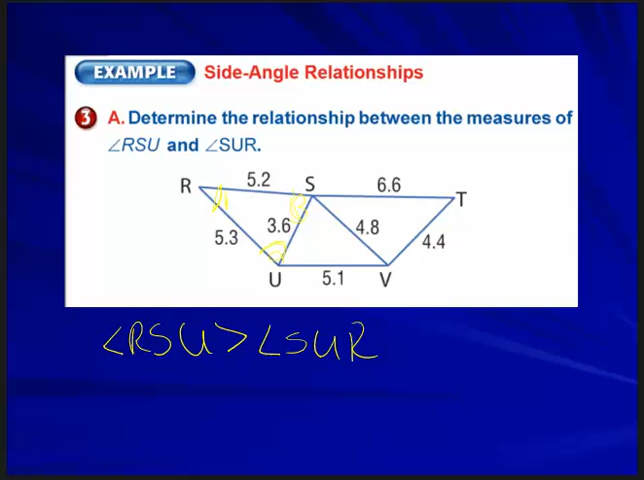 EXAMPLE Side-Angle Relationships
3 A. Determine the relationship between the measures of
∠RSU and ∠SUR.
R 5.2 S 6.6 T
5.3 3.6 4.8 4.4
U 5.1 V
<RSU><SUR